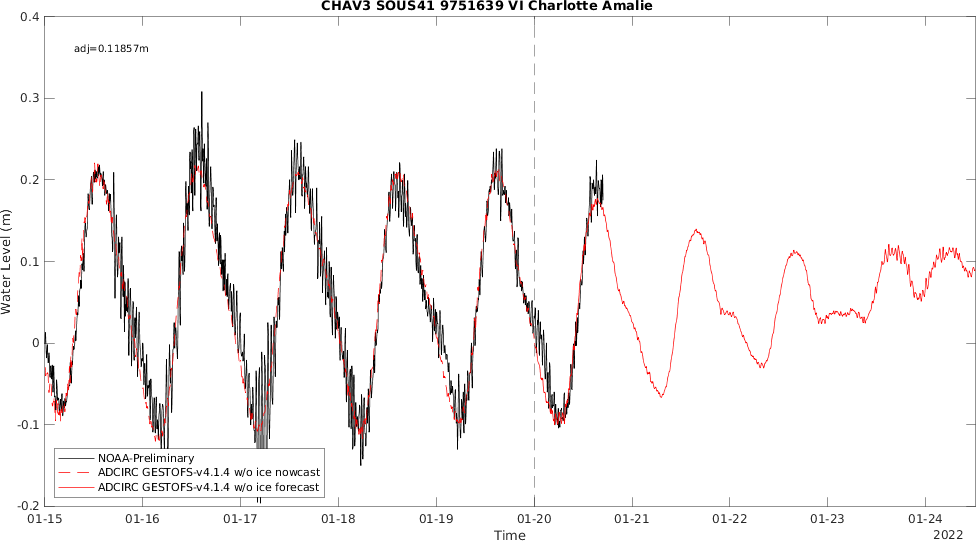 CHAV3 SOUS41 9751639 VI Charlotte Amalie
0.4
adj=0.11857m
0.3
0.2
0.1
0
-0.1
-0.2
Water Level (m)
NOAA-Preliminary
ADCIRC GESTOFS-v4.1.4 w/o ice nowcast
ADCIRC GESTOFS-v4.1.4 w/o ice forecast
01-15 01-16 01-17 01-18 01-19 01-20 01-21 01-22 01-23 01-24
Time
2022